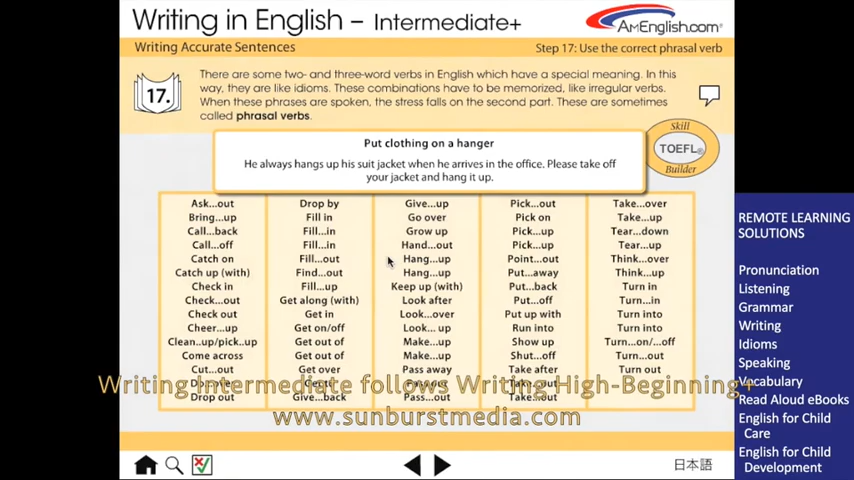 Writing in English – Intermediate+
AmEnglish.com®
Writing Accurate Sentences
Step 17: Use the correct phrasal verb
17.
There are some two- and three-word verbs in English which have a special meaning. In this
way, they are like idioms. These combinations have to be memorized, like irregular verbs.
When these phrases are spoken, the stress falls on the second part. These are sometimes
called phrasal verbs.
Skill
TOEFL®
Builder
Put clothing on a hanger
He always hangs up his suit jacket when he arrives in the office. Please take off
your jacket and hang it up.
Ask...out
Bring...up
Call...back
Call...off
Catch on
Catch up (with)
Check in
Check...out
Check out
Cheer...up
Clean..up/pick..up
Come across
Cut...out
Drop out
Drop by
Fill in
Fill...in
Fill...in
Fill...out
Find...out
Fill...up
Get along (with)
Get in
Get on/off
Get out of
Get out of
Get over
Give...back
Give...up
Go over
Grow up
Hand...out
Hang...up
Hang...up
Keep up (with)
Look after
Look...over
Look... up
Make...up
Make...up
Pass away
Pass...out
Pick...out
Pick on
Pick...up
Pick...up
Point...out
Put...away
Put...back
Put...off
Put up with
Run into
Show up
Shut...off
Take after
Take...out
Take...over
Take...up
Tear...down
Tear...up
Think...over
Think...up
Turn in
Turn...in
Turn into
Turn into
Turn...on/...off
Turn...out
Turn out
Writing Intermediate follows Writing High-Beginning+
www.sunburstmedia.com
日本語
REMOTE LEARNING
SOLUTIONS
Pronunciation
Listening
Grammar
Writing
Idioms
Speaking
Vocabulary
Read Aloud eBooks
English for Child
Care
English for Child
Development